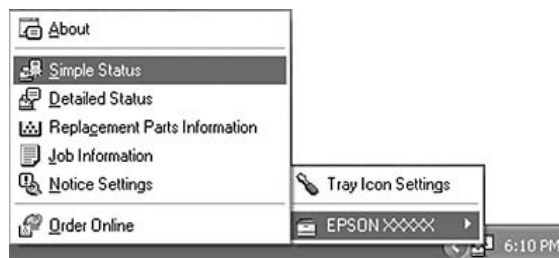 About
Simple Status
Detailed Status
Replacement Parts Information
Job Information
Notice Settings
Order Online
Tray Icon Settings
EPSON XXXXX
6:10 PM